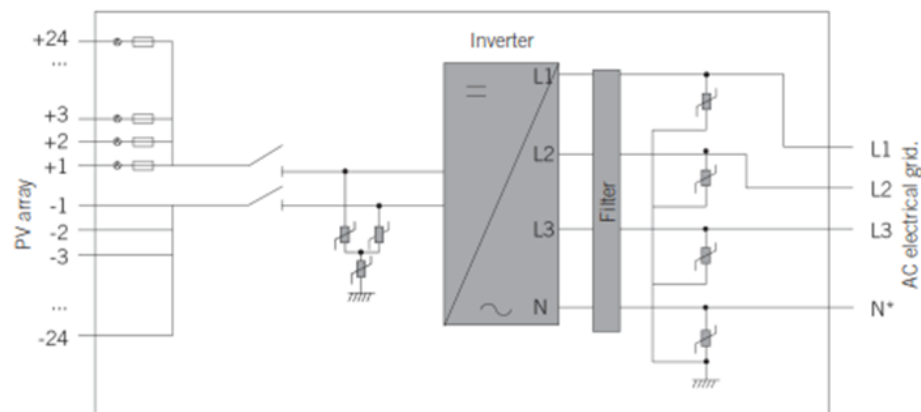 Inverter
+24
...
+3
+2
+1
-1
-2
-3
...
-24
PV array
L1
L2
L3
N
Filter
L1
L2
L3
N*
AC electrical grid.